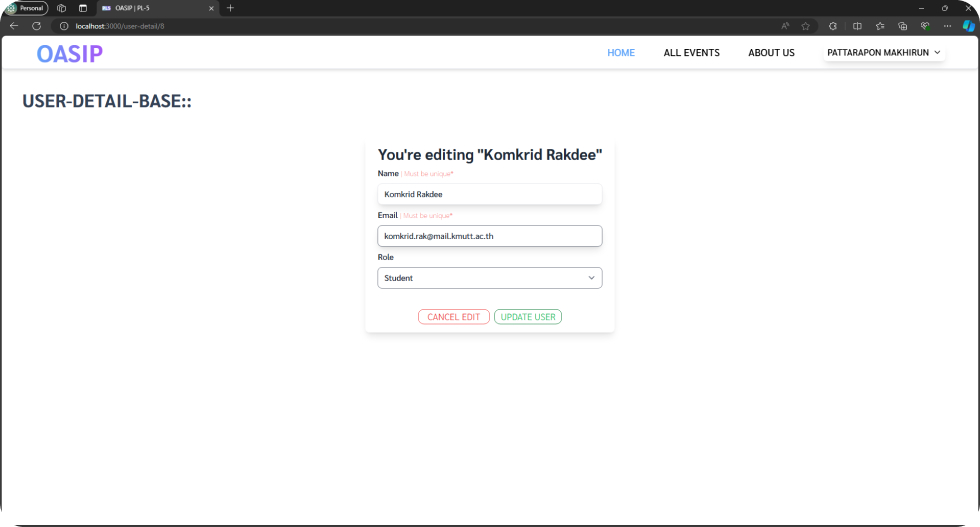 Personal
OASIP | PL-5
localhost:3000/user-detail/8
OASIP
HOME ALL EVENTS ABOUT US PATTARAPON MAKHIRUN
USER-DETAIL-BASE::
You're editing "Komkrid Rakdee"
Name | Must be unique*
Komkrid Rakdee
Email | Must be unique*
komkrid.rak@mail.kmutt.ac.th
Role
Student
CANCEL EDIT UPDATE USER